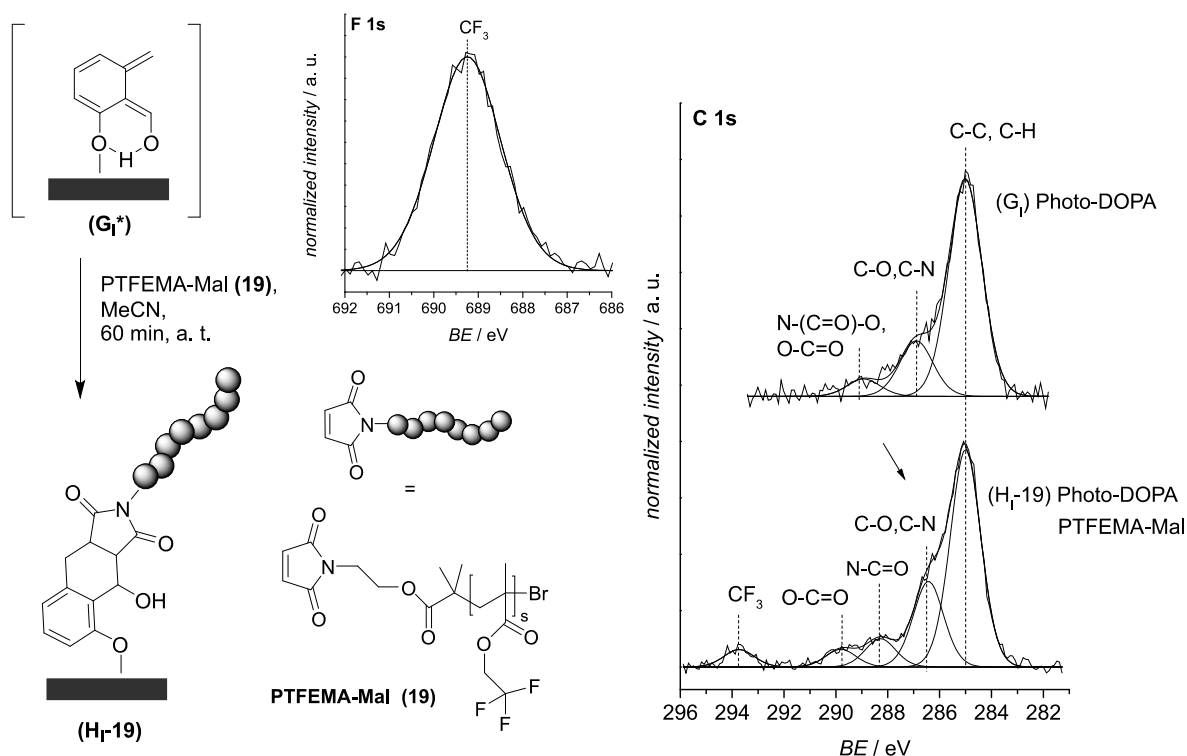 O
H
O
(G_I*)
PTFEMA-Mal (19),
MeCN,
60 min, a. t.
O
N
O
OH
O
(H_I-19)
F 1s
CF3
normalized intensity / a. u.
692 691 690 689 688 687 686
BE / eV
O
N
O
=
O
N
O
O
O
Br
s
O
O
F
F
F
PTFEMA-Mal (19)
C 1s
C-C, C-H
(G_I) Photo-DOPA
C-O,C-N
N-(C=O)-O,
O-C=O
normalized intensity / a. u.
(H_I-19) Photo-DOPA
PTFEMA-Mal
C-O,C-N
N-C=O
O-C=O
CF3
296 294 292 290 288 286 284 282
BE / eV